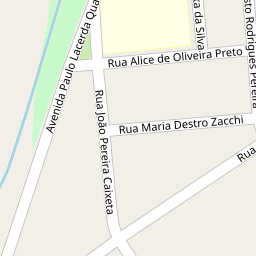 Avenida Paulo Lacerda Qua
ta da Silva
sto Rodrigues Pereira
Rua Alice de Oliveira Preto
Rua João Pereira Caixeta
Rua Maria Destro Zacchi
Rua